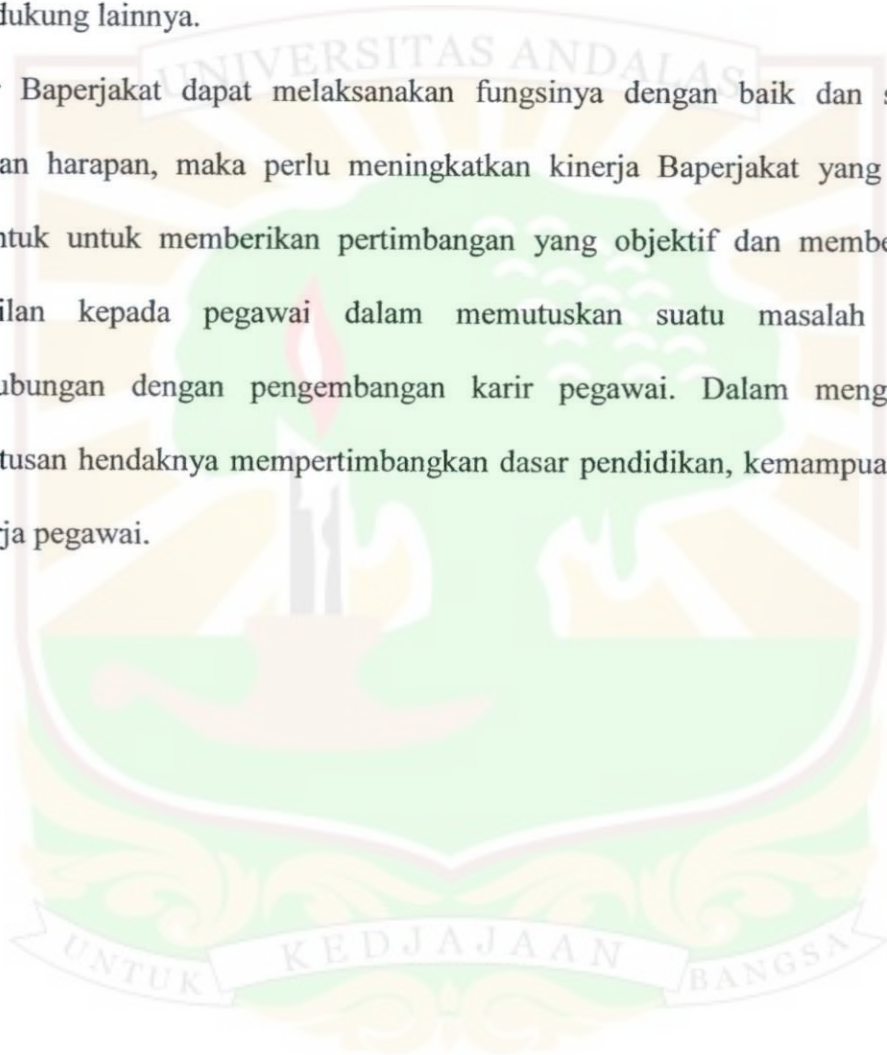 dukung lainnya.
UNIVERSITAS ANDALAS
Baperjakat dapat melaksanakan fungsinya dengan baik dan s
an harapan, maka perlu meningkatkan kinerja Baperjakat yang
ntuk untuk memberikan pertimbangan yang objektif dan membe
ilan kepada pegawai dalam memutuskan suatu masalah
ubungan dengan pengembangan karir pegawai. Dalam meng
tusan hendaknya mempertimbangkan dasar pendidikan, kemampua
ja pegawai.
UNTUK KEDJAJAAN BANGSA